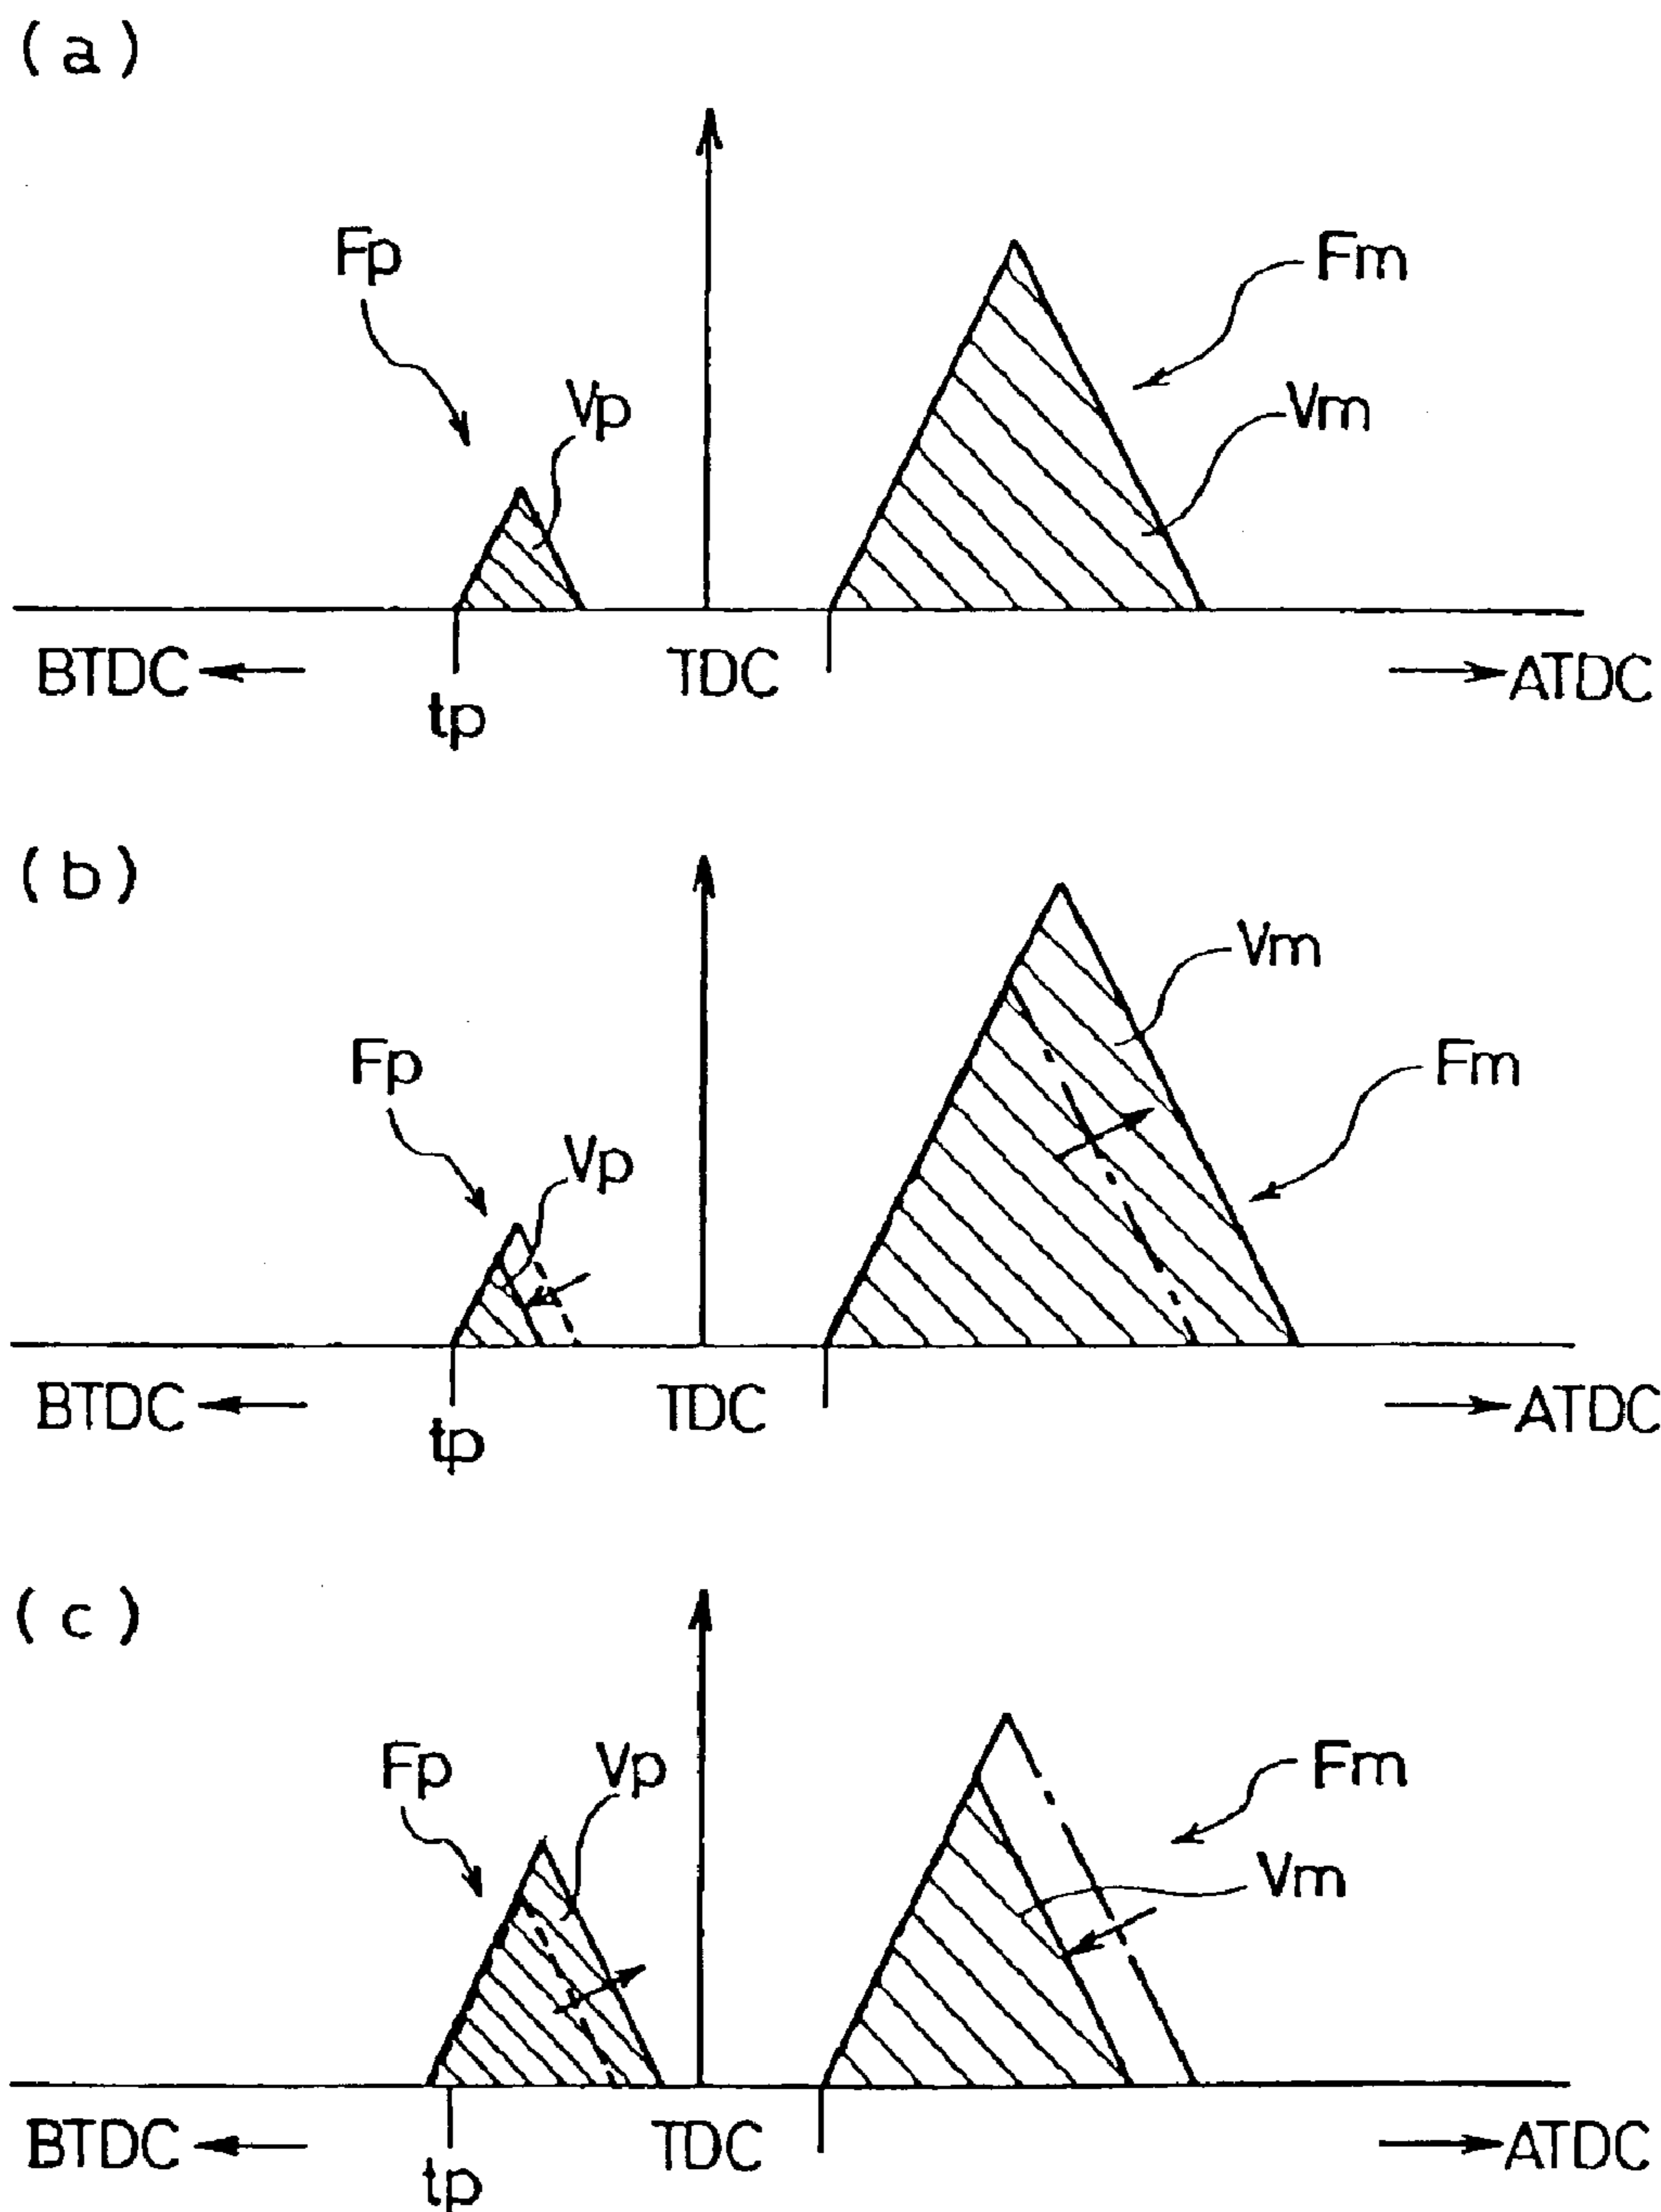 (a)
Fp
Fm
Vp
Vm
BTDC
TDC
ATDC
tp
(b)
Vm
Fp
Fm
Vp
BTDC
TDC
ATDC
tp
(c)
Fp
Vp
Fm
Vm
BTDC
TDC
ATDC
tp